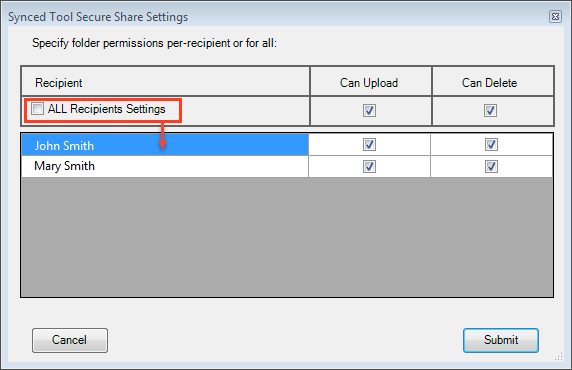 Synced Tool Secure Share Settings
Specify folder permissions per-recipient or for all:
Recipient Can Upload Can Delete
ALL Recipients Settings
John Smith
Mary Smith
Cancel Submit